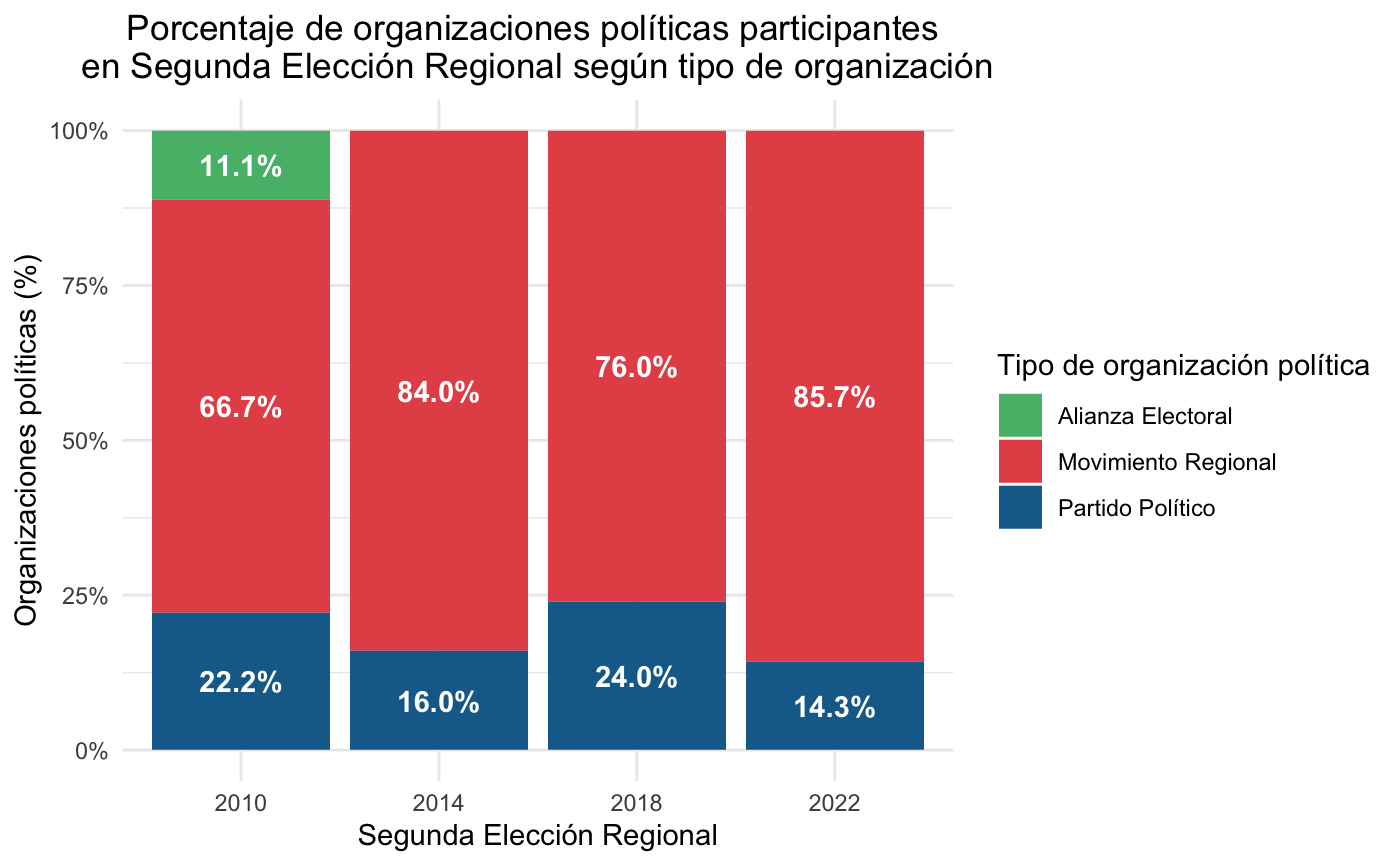 Porcentaje de organizaciones políticas participantes
en Segunda Elección Regional según tipo de organización
Organizaciones políticas (%)
100%
75%
50%
25%
0%
11.1%
66.7%
22.2%
84.0%
16.0%
76.0%
24.0%
85.7%
14.3%
2010
2014
2018
2022
Segunda Elección Regional
Tipo de organización política
Alianza Electoral
Movimiento Regional
Partido Político